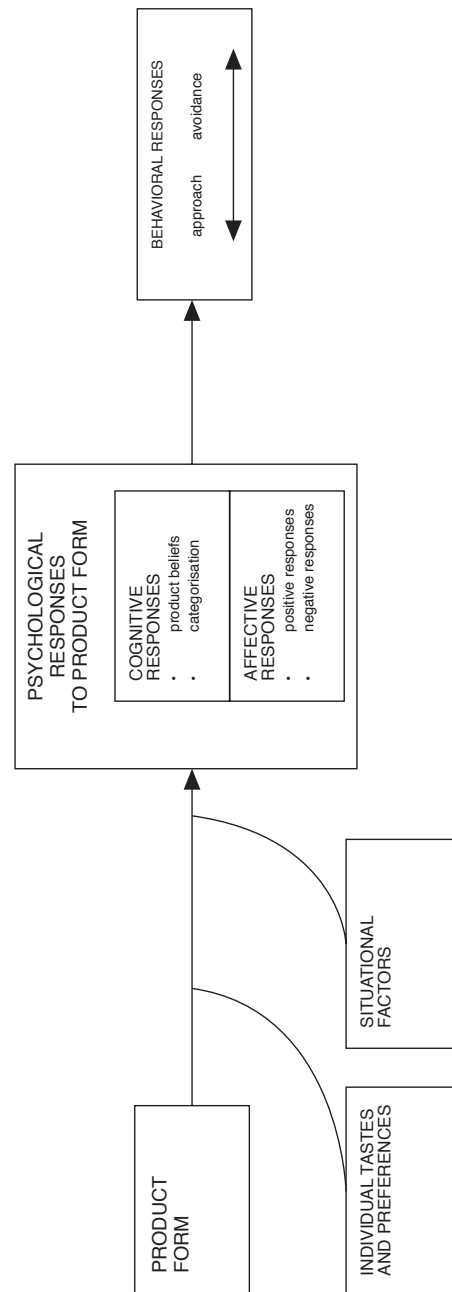 PRODUCT
FORM
INDIVIDUAL TASTES
AND PREFERENCES
SITUATIONAL
FACTORS
PSYCHOLOGICAL
RESPONSES
TO PRODUCT FORM
COGNITIVE
RESPONSES
• product beliefs
• categorisation
AFFECTIVE
RESPONSES
• positive responses
• negative responses
BEHAVIORAL RESPONSES
approach avoidance